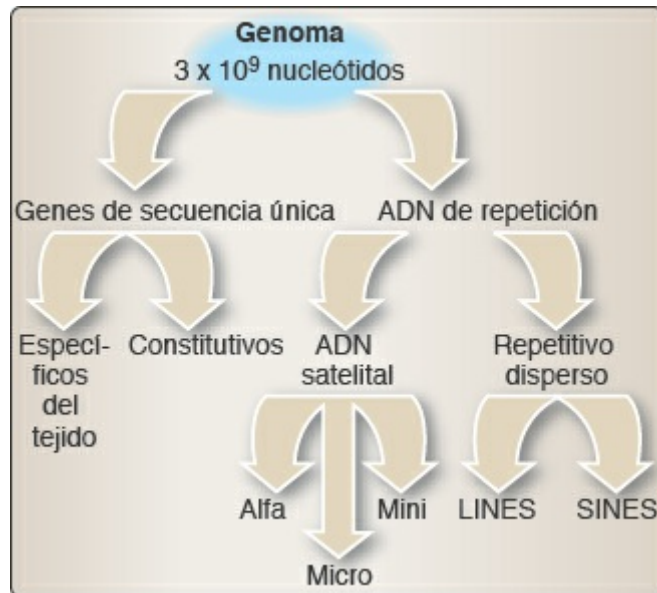 Genoma
3 x 10⁹ nucleótidos
Genes de secuencia única
ADN de repetición
Especí-
ficos
del
tejido
Constitutivos
ADN
satelital
Repetitivo
disperso
Alfa
Micro
Mini
LINES
SINES